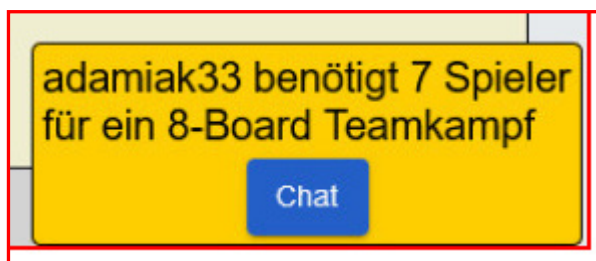 adamiak33 benötigt 7 Spieler
für ein 8-Board Teamkampf
Chat